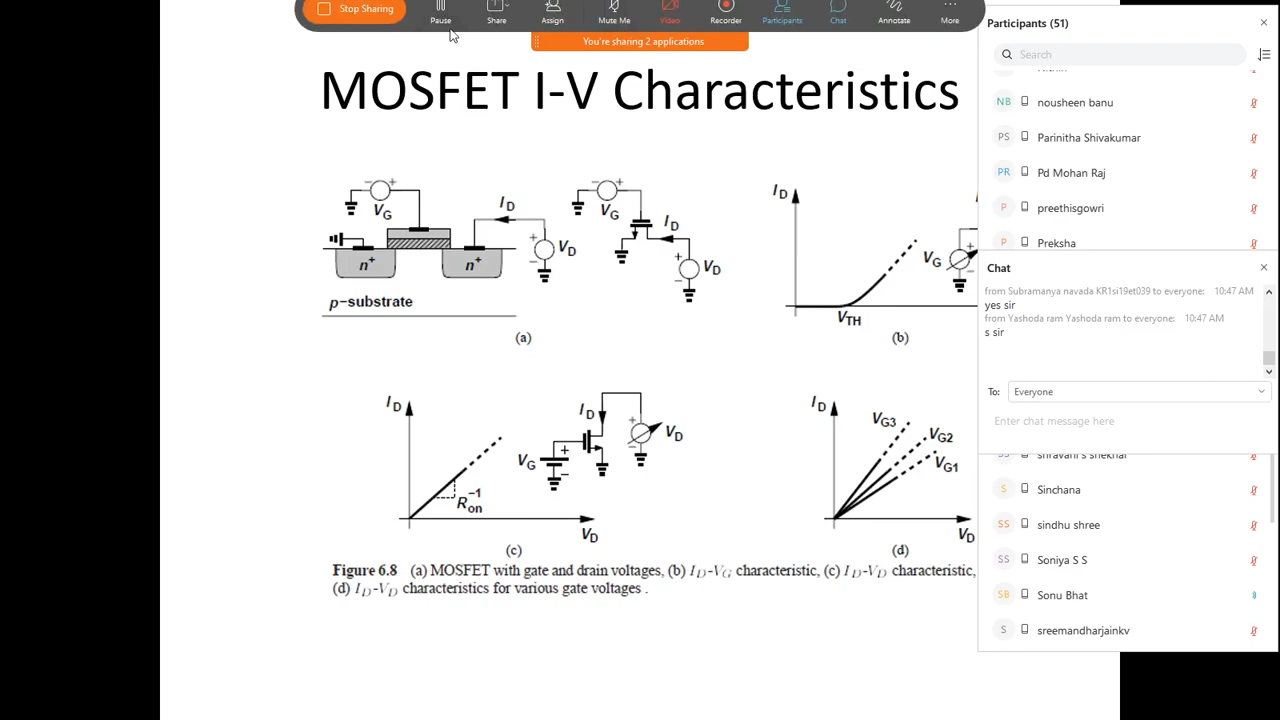 Stop Sharing
Pause
Share
Assign
Mute Me
Video
Recorder
Participants
Chat
Annotate
More
You're sharing 2 applications
MOSFET I-V Characteristics
V_G
I_D
V_D
n+
n+
p-substrate
(a)
V_G
I_D
V_D
I_D
V_TH
V_G
(b)
I_D
R_on^-1
V_D
V_G
I_D
V_D
(c)
I_D
V_G3
V_G2
V_G1
V_D
(d)
Figure 6.8 (a) MOSFET with gate and drain voltages, (b) I_D-V_G characteristic, (c) I_D-V_D characteristic,
(d) I_D-V_D characteristics for various gate voltages .
Participants (51)
Search
NB nousheen banu
PS Parinitha Shivakumar
PR Pd Mohan Raj
P preethisgowri
P Preksha
Chat
from Subramanya navada KR1si19et039 to everyone: 10:47 AM
yes sir
from Yashoda ram Yashoda ram to everyone: 10:47 AM
s sir
To: Everyone
Enter chat message here
S Sinchana
SS sindhu shree
SS Soniya S S
SB Sonu Bhat
S sreemandharjainkv